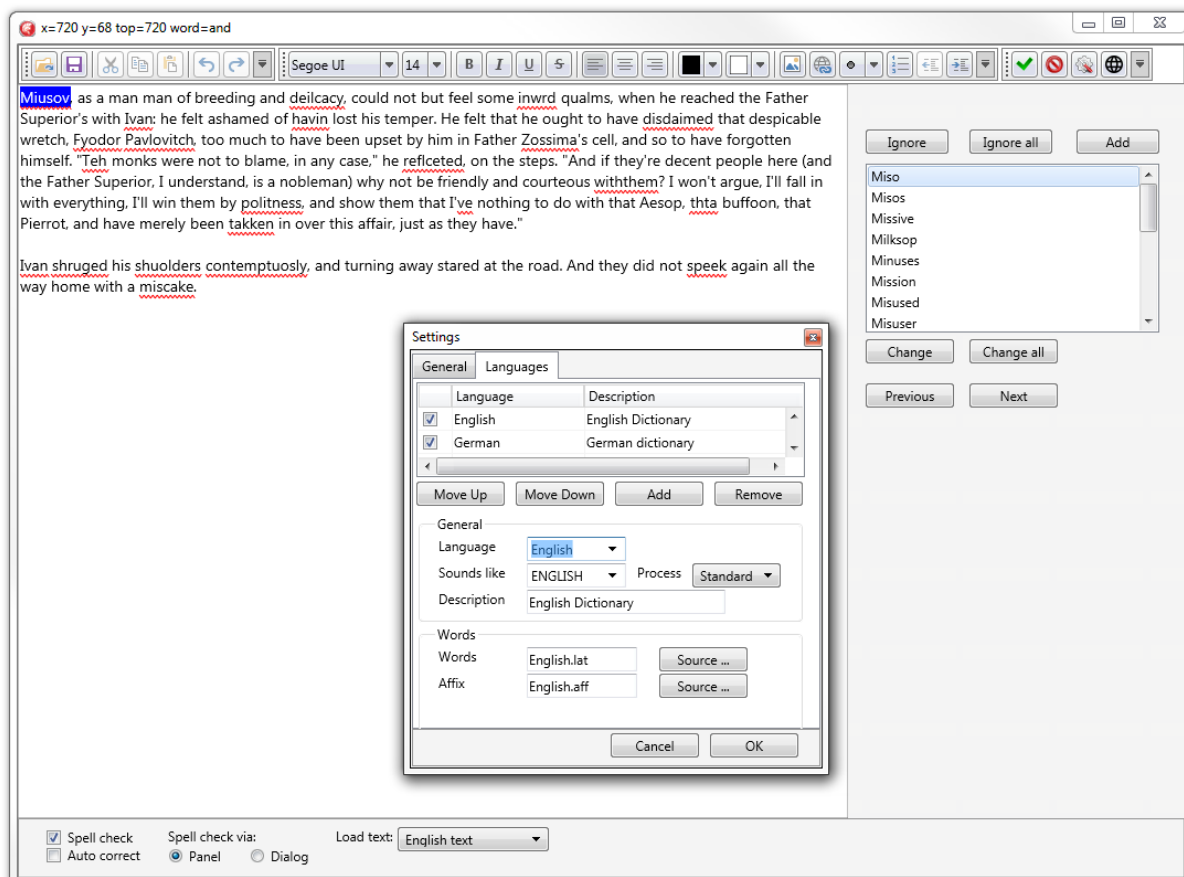 x=720 y=68 top=720 word=and
Segoe UI 14 B I U S
Miusov, as a man man of breeding and deilcacy, could not but feel some inwrd qualms, when he reached the Father
Superior's with Ivan: he felt ashamed of havin lost his temper. He felt that he ought to have disdaimed that despicable
wretch, Fyodor Pavlovitch, too much to have been upset by him in Father Zossima's cell, and so to have forgotten
himself. "Teh monks were not to blame, in any case," he reflceted, on the steps. "And if they're decent people here (and
the Father Superior, I understand, is a nobleman) why not be friendly and courteous withthem? I won't argue, I'll fall in
with everything, I'll win them by politness, and show them that I've nothing to do with that Aesop, thta buffoon, that
Pierrot, and have merely been takken in over this affair, just as they have."
Ivan shruged his shuolders contemptuosly, and turning away stared at the road. And they did not speek again all the
way home with a miscake.
Ignore Ignore all Add
Miso
Misos
Missive
Milksop
Minuses
Mission
Misused
Misuser
Change Change all
Previous Next
Settings
General Languages
Language Description
English English Dictionary
German German dictionary
Move Up Move Down Add Remove
General
Language English
Sounds like ENGLISH Process Standard
Description English Dictionary
Words
Words English.lat Source ...
Affix English.aff Source ...
Cancel OK
Spell check Spell check via: Load text: English text
Auto correct Panel Dialog